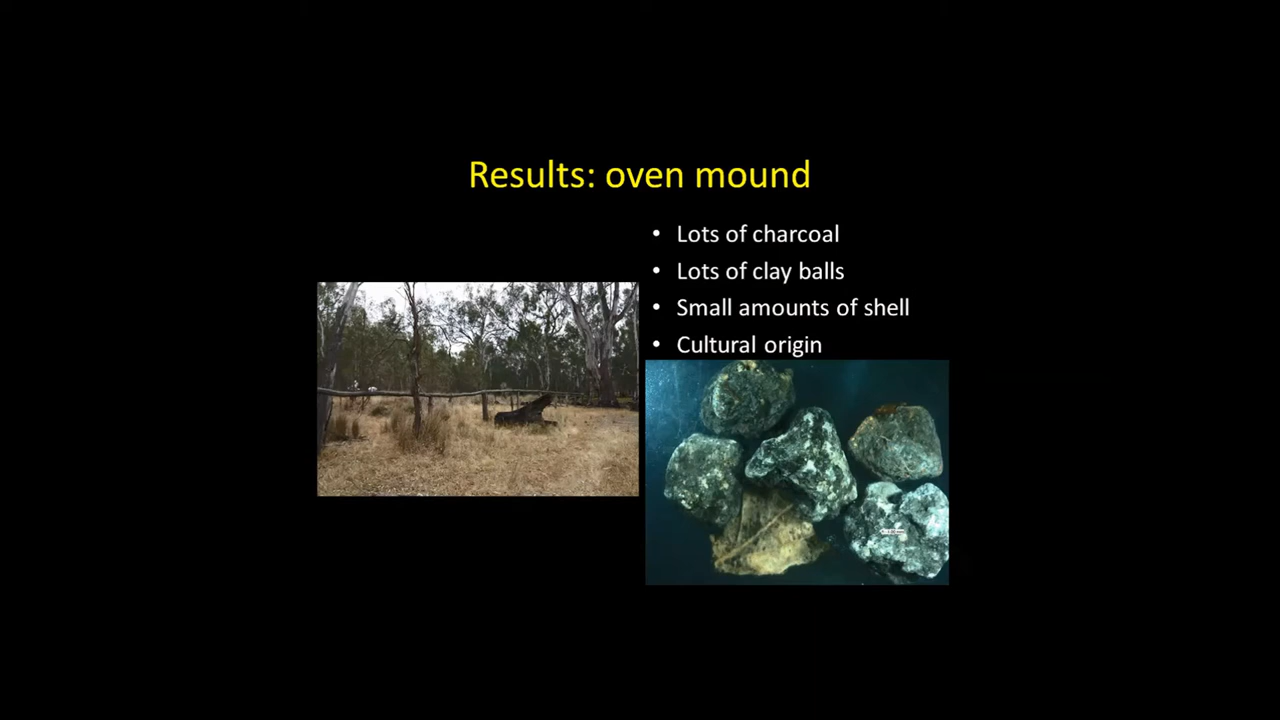 Results: oven mound
• Lots of charcoal
• Lots of clay balls
• Small amounts of shell
• Cultural origin